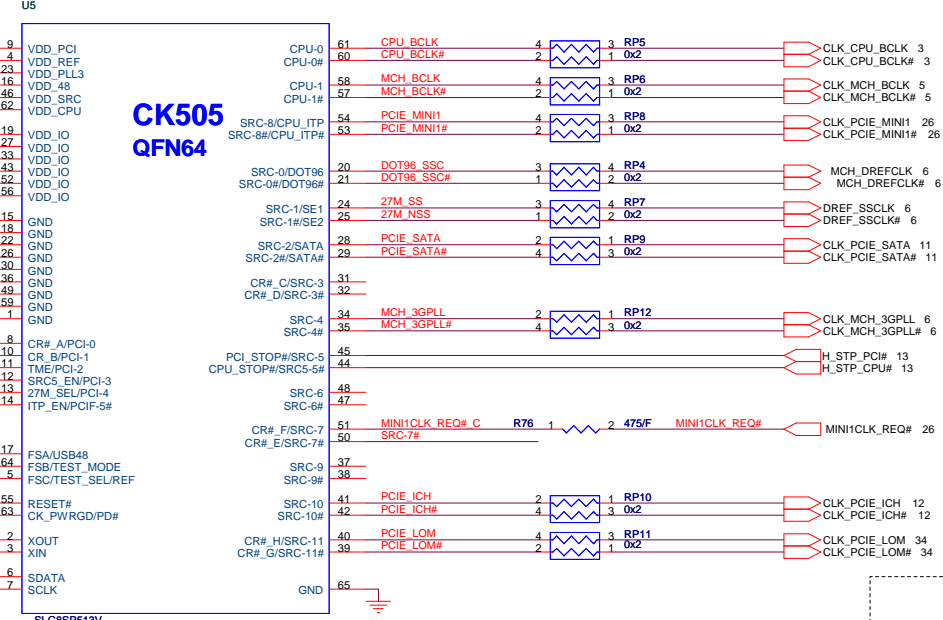 U5
CK505
QFN64
9 VDD_PCI
4 VDD_REF
23 VDD_PLL3
16 VDD_48
46 VDD_SRC
62 VDD_CPU
19 VDD_IO
27 VDD_IO
33 VDD_IO
43 VDD_IO
52 VDD_IO
56 VDD_IO
15 GND
18 GND
22 GND
26 GND
30 GND
36 GND
49 GND
59 GND
1 GND
8 CR#_A/PCI-0
10 CR_B/PCI-1
11 TME/PCI-2
12 SRC5_EN/PCI-3
13 27M_SEL/PCI-4
14 ITP_EN/PCIF-5#
17 FSA/USB48
64 FSB/TEST_MODE
5 FSC/TEST_SEL/REF
55 RESET#
63 CK_PWRGD/PD#
2 XOUT
3 XIN
6 SDATA
7 SCLK
CPU-0 61 CPU_BCLK 4 3 RP5 CLK_CPU_BCLK 3
CPU-0# 60 CPU_BCLK# 2 1 0x2 CLK_CPU_BCLK# 3
CPU-1 58 MCH_BCLK 4 3 RP6 CLK_MCH_BCLK 5
CPU-1# 57 MCH_BCLK# 2 1 0x2 CLK_MCH_BCLK# 5
SRC-8/CPU_ITP 54 PCIE_MINI1 4 3 RP8 CLK_PCIE_MINI1 26
SRC-8#/CPU_ITP# 53 PCIE_MINI1# 2 1 0x2 CLK_PCIE_MINI1# 26
SRC-0/DOT96 20 DOT96_SSC 3 4 RP4 MCH_DREFCLK 6
SRC-0#/DOT96# 21 DOT96_SSC# 1 2 0x2 MCH_DREFCLK# 6
SRC-1/SE1 24 27M_SS 3 4 RP7 DREF_SSCLK 6
SRC-1#/SE2 25 27M_NSS 1 2 0x2 DREF_SSCLK# 6
SRC-2/SATA 28 PCIE_SATA 2 1 RP9 CLK_PCIE_SATA 11
SRC-2#/SATA# 29 PCIE_SATA# 4 3 0x2 CLK_PCIE_SATA# 11
CR#_C/SRC-3 31
CR#_D/SRC-3# 32
SRC-4 34 MCH_3GPLL 2 1 RP12 CLK_MCH_3GPLL 6
SRC-4# 35 MCH_3GPLL# 4 3 0x2 CLK_MCH_3GPLL# 6
PCI_STOP#/SRC-5 45 H_STP_PCI# 13
CPU_STOP#/SRC5-5# 44 H_STP_CPU# 13
SRC-6 48
SRC-6# 47
CR#_F/SRC-7 51 MINI1CLK_REQ#_C R76 1 2 475/F MINI1CLK_REQ# MINI1CLK_REQ# 26
CR#_E/SRC-7# 50 SRC-7#
SRC-9 37
SRC-9# 38
SRC-10 41 PCIE_ICH 2 1 RP10 CLK_PCIE_ICH 12
SRC-10# 42 PCIE_ICH# 4 3 0x2 CLK_PCIE_ICH# 12
CR#_H/SRC-11 40 PCIE_LOM 4 3 RP11 CLK_PCIE_LOM 34
CR#_G/SRC-11# 39 PCIE_LOM# 2 1 0x2 CLK_PCIE_LOM# 34
GND 65
SLG8SP513V